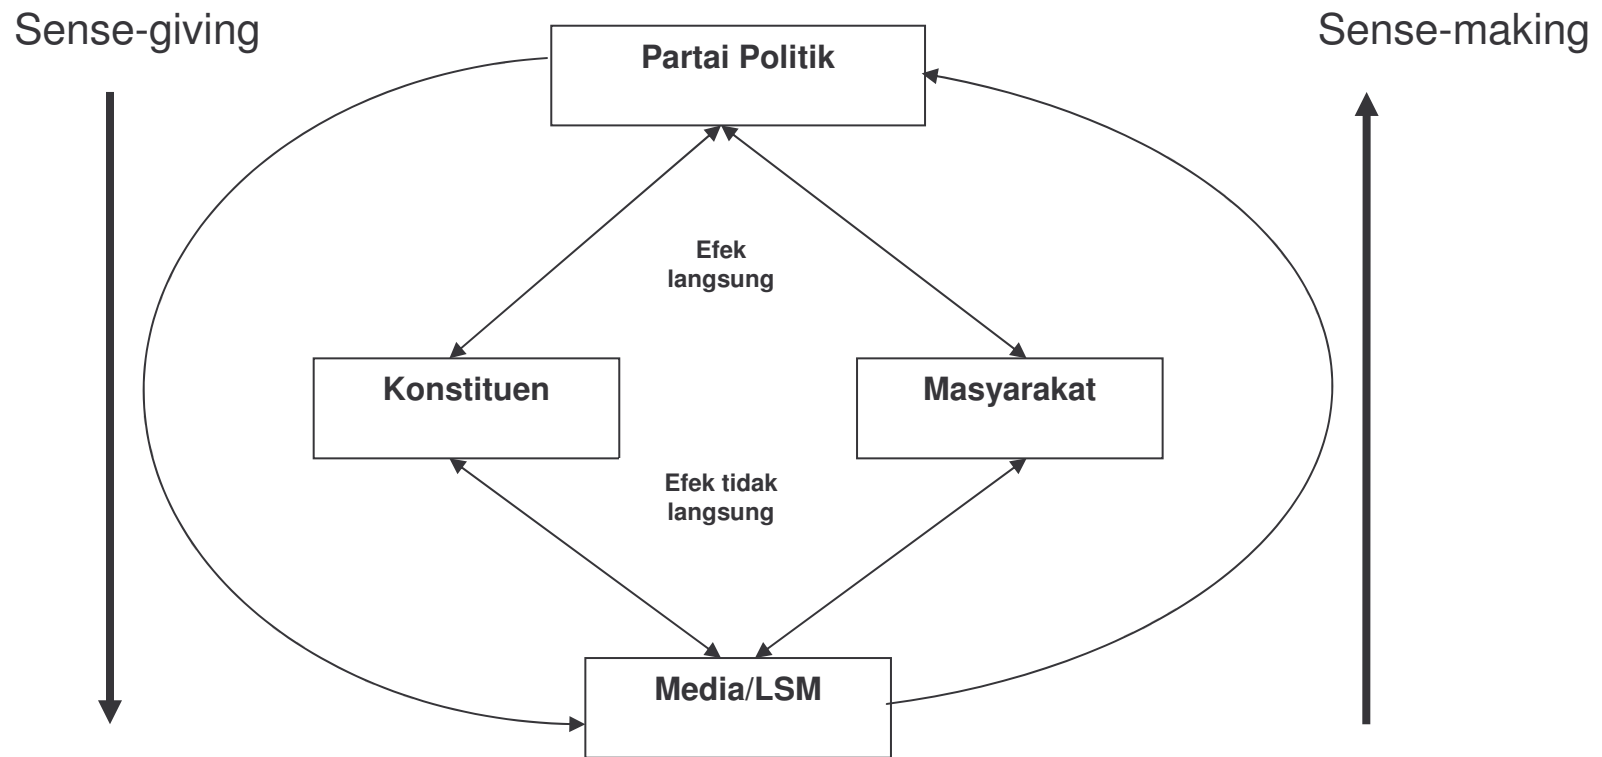 Sense-giving
Sense-making
Partai Politik
Efek
langsung
Konstituen
Masyarakat
Efek tidak
langsung
Media/LSM